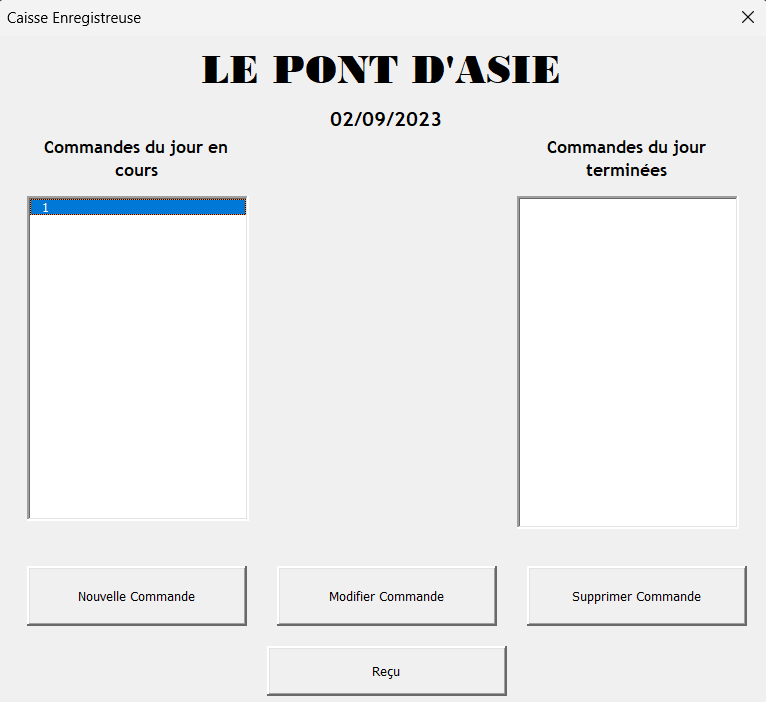 Caisse Enregistreuse
LE PONT D'ASIE
02/09/2023
Commandes du jour en
cours
Commandes du jour
terminées
1
Nouvelle Commande
Modifier Commande
Supprimer Commande
Reçu